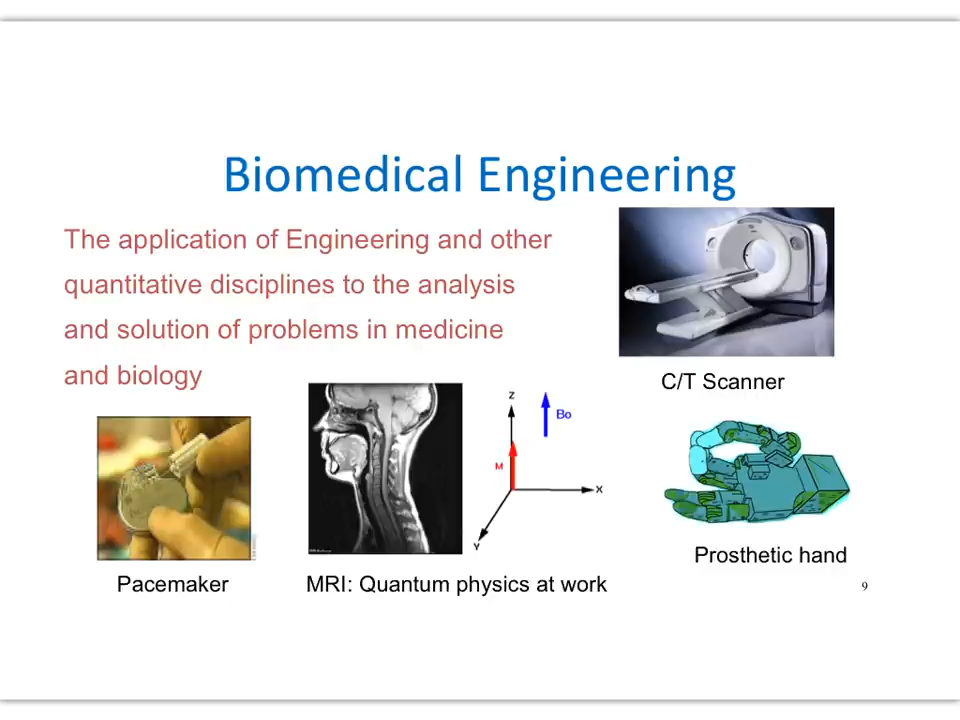 Biomedical Engineering
The application of Engineering and other
quantitative disciplines to the analysis
and solution of problems in medicine
and biology
C/T Scanner
Z
Bo
M
X
Y
Prosthetic hand
Pacemaker
MRI: Quantum physics at work
9